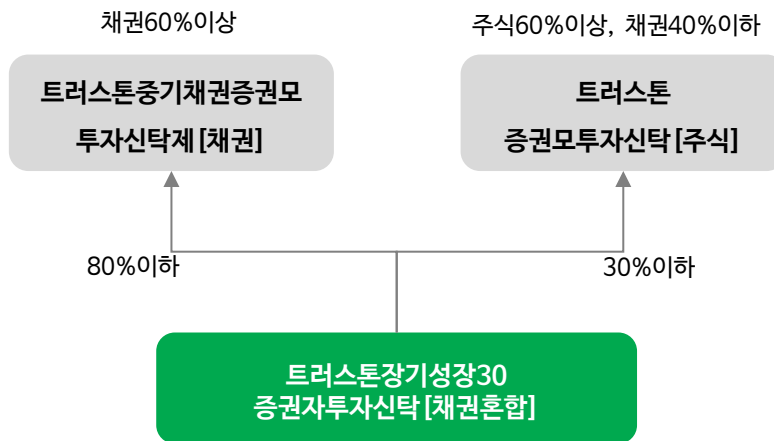 채권60%이상
트러스톤중기채권증권모
투자신탁제[채권]
주식60%이상, 채권40%이하
트러스톤
증권모투자신탁[주식]
80%이하
30%이하
트러스톤장기성장30
증권자투자신탁[채권혼합]